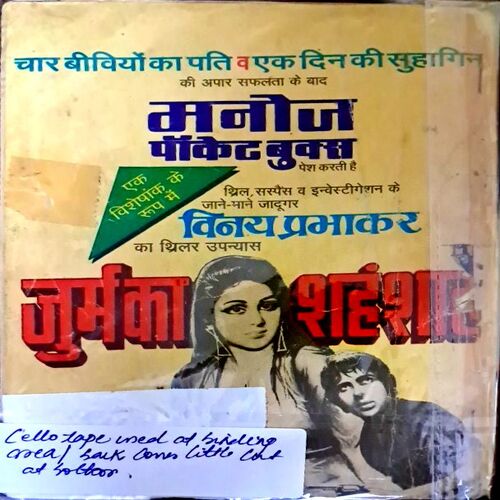 चार बीवियों का पति व एक दिन की सुहागिन
की अपार सफलता के बाद
मनोज
पॉकेट बुक्स
पेश करती है
एक
विशेषांक के
रूप में
थ्रिल, सस्पैंस व इन्वेस्टीगेशन के
जाने-माने जादूगर
विनय प्रभाकर
का थ्रिलर उपन्यास
जुर्म का शहंशाह
Cello tape used at binding
area/ back cover little cut
at bottom